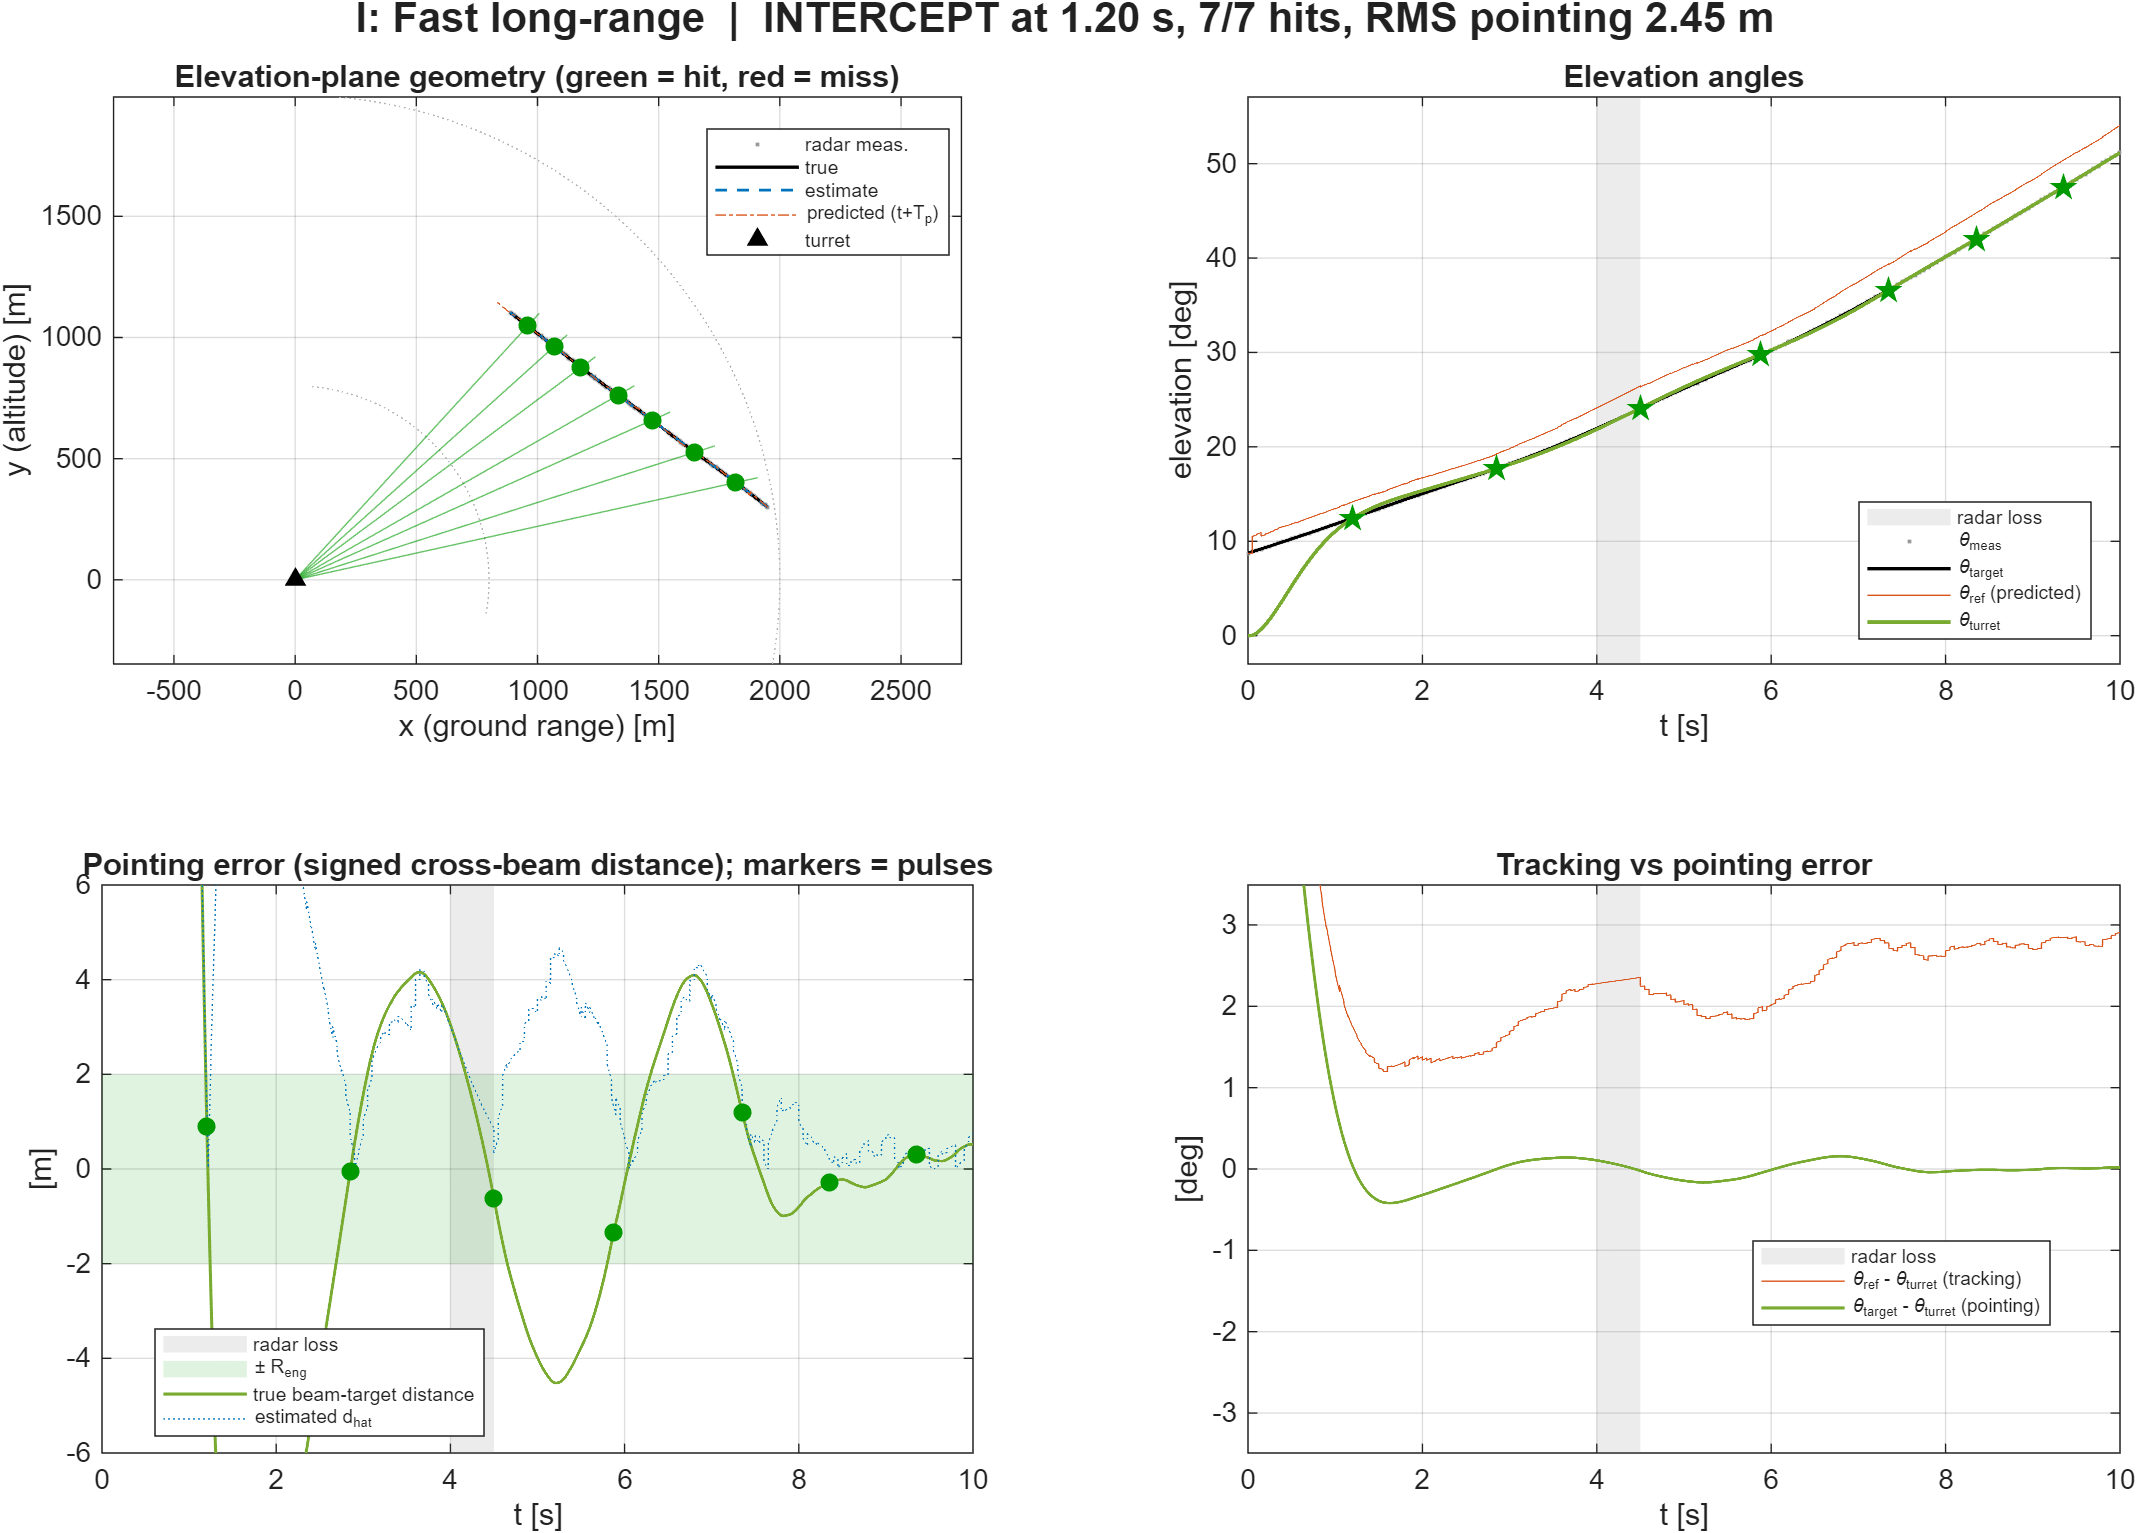 I: Fast long-range | INTERCEPT at 1.20 s, 7/7 hits, RMS pointing 2.45 m
Elevation-plane geometry (green = hit, red = miss)
y (altitude) [m]
1500
1000
500
0
-500 0 500 1000 1500 2000 2500
x (ground range) [m]
radar meas.
true
estimate
predicted (t+Tp)
turret
Elevation angles
elevation [deg]
50
40
30
20
10
0
0 2 4 6 8 10
t [s]
radar loss
θmeas
θtarget
θref (predicted)
θturret
Pointing error (signed cross-beam distance); markers = pulses
[m]
6
4
2
0
-2
-4
-6
0 2 4 6 8 10
t [s]
radar loss
± Reng
true beam-target distance
estimated dhat
Tracking vs pointing error
[deg]
3
2
1
0
-1
-2
-3
0 2 4 6 8 10
t [s]
radar loss
θref - θturret (tracking)
θtarget - θturret (pointing)